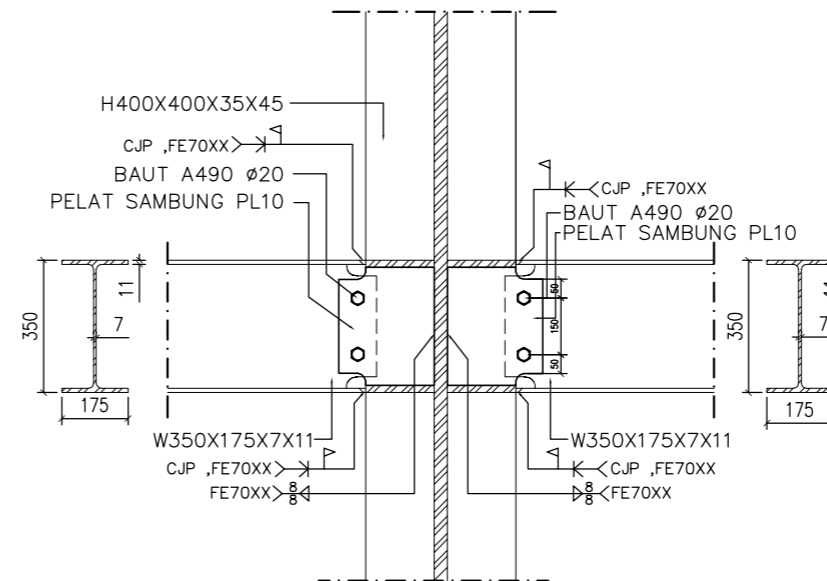 H400X400X35X45
CJP ,FE70XX
BAUT A490 ø20
PELAT SAMBUNG PL10
CJP ,FE70XX
BAUT A490 ø20
PELAT SAMBUNG PL10
350
11
7
175
50
150
50
350
11
7
175
W350X175X7X11
CJP ,FE70XX
FE70XX
8
8
W350X175X7X11
CJP ,FE70XX
8
8
FE70XX